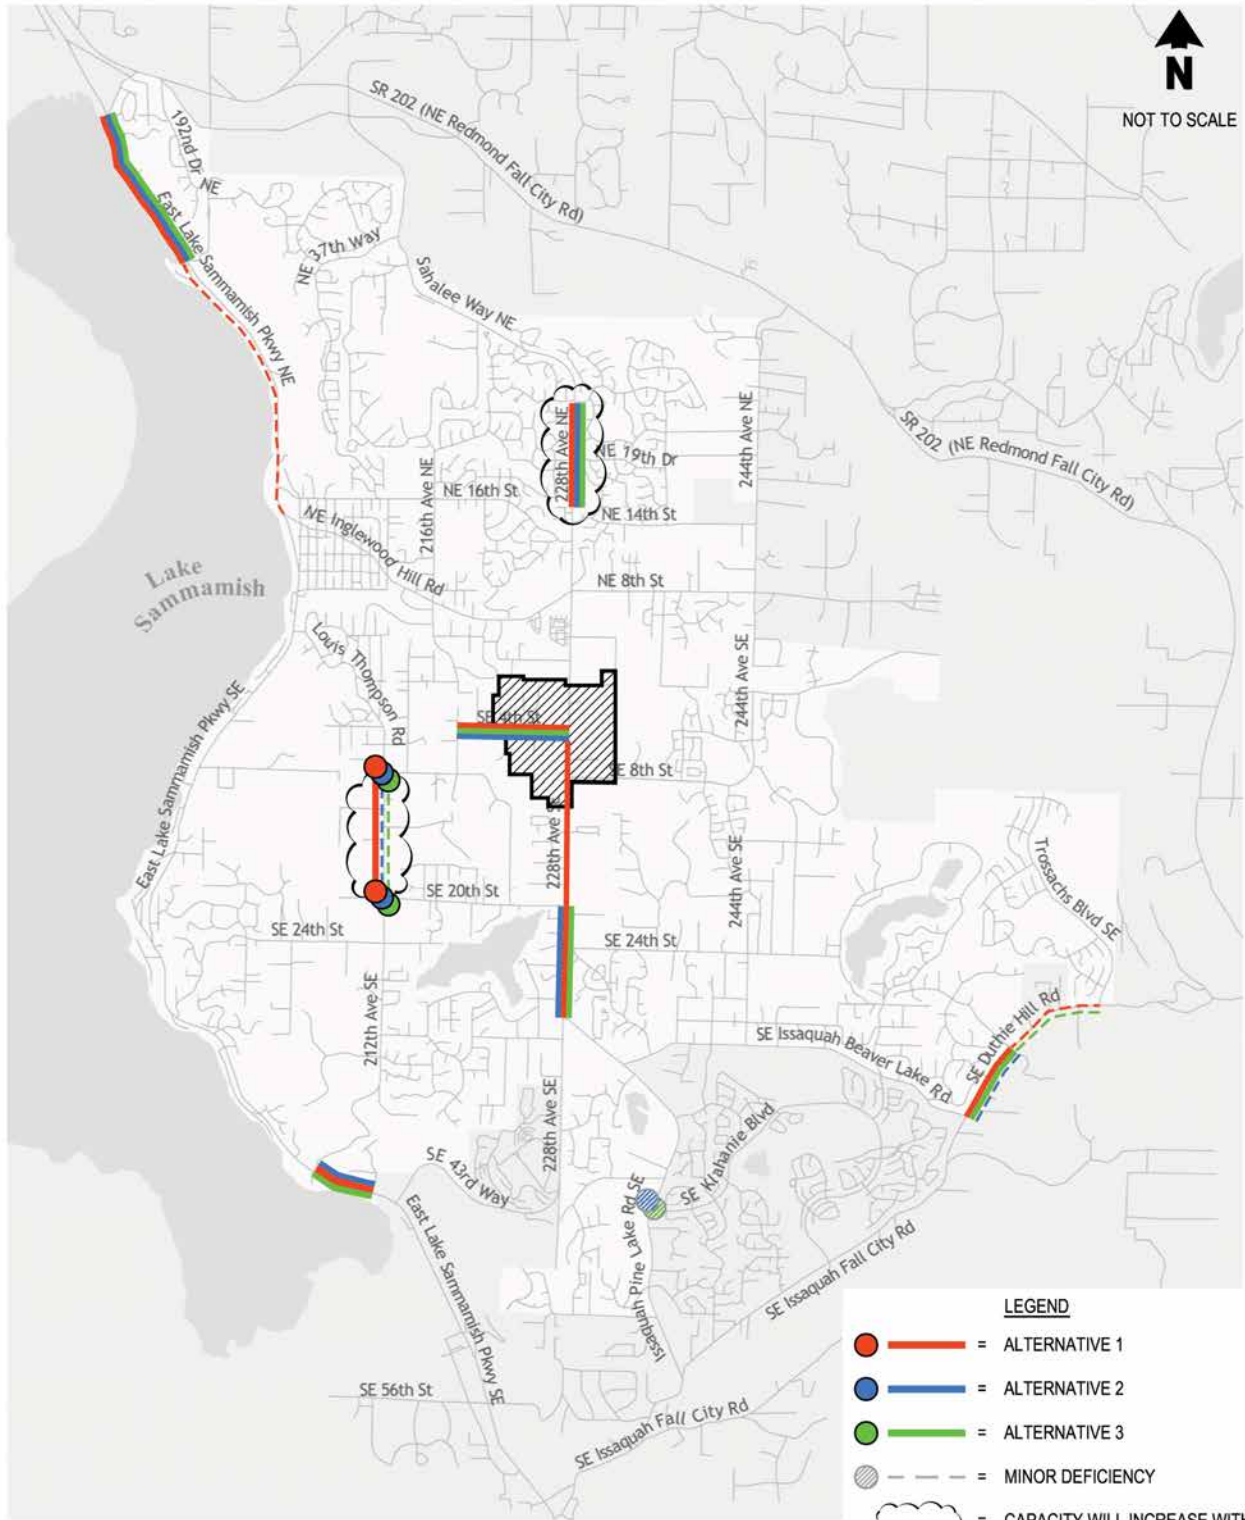 N
NOT TO SCALE
SR 202 (NE Redmond Fall City Rd)
192nd Dr NE
East Lake Sammamish Pkwy NE
NE 37th Way
Sahalee Way NE
228th Ave NE
NE 19th Dr
244th Ave NE
SR 202 (NE Redmond Fall City Rd)
216th Ave NE
NE 16th St
NE 14th St
NE Inglewood Hill Rd
Lake
Sammamish
NE 8th St
Louis Thompson Rd
244th Ave SE
East Lake Sammamish Pkwy SE
SE 4th St
SE 8th St
228th Ave S
244th Ave SE
Trossachs Blvd SE
SE 20th St
SE 24th St
SE 24th St
212th Ave SE
SE Duthie Hill Rd
SE Issaquah Beaver Lake Rd
228th Ave SE
SE 43rd Way
SE Klahanie Blvd
Issaquah Pine Lake Rd SE
East Lake Sammamish Pkwy SE
SE Issaquah Fall City Rd
SE 56th St
SE Issaquah Fall City Rd
LEGEND
= ALTERNATIVE 1
= ALTERNATIVE 2
= ALTERNATIVE 3
= MINOR DEFICIENCY
= CAPACITY WILL INCREASE WITH